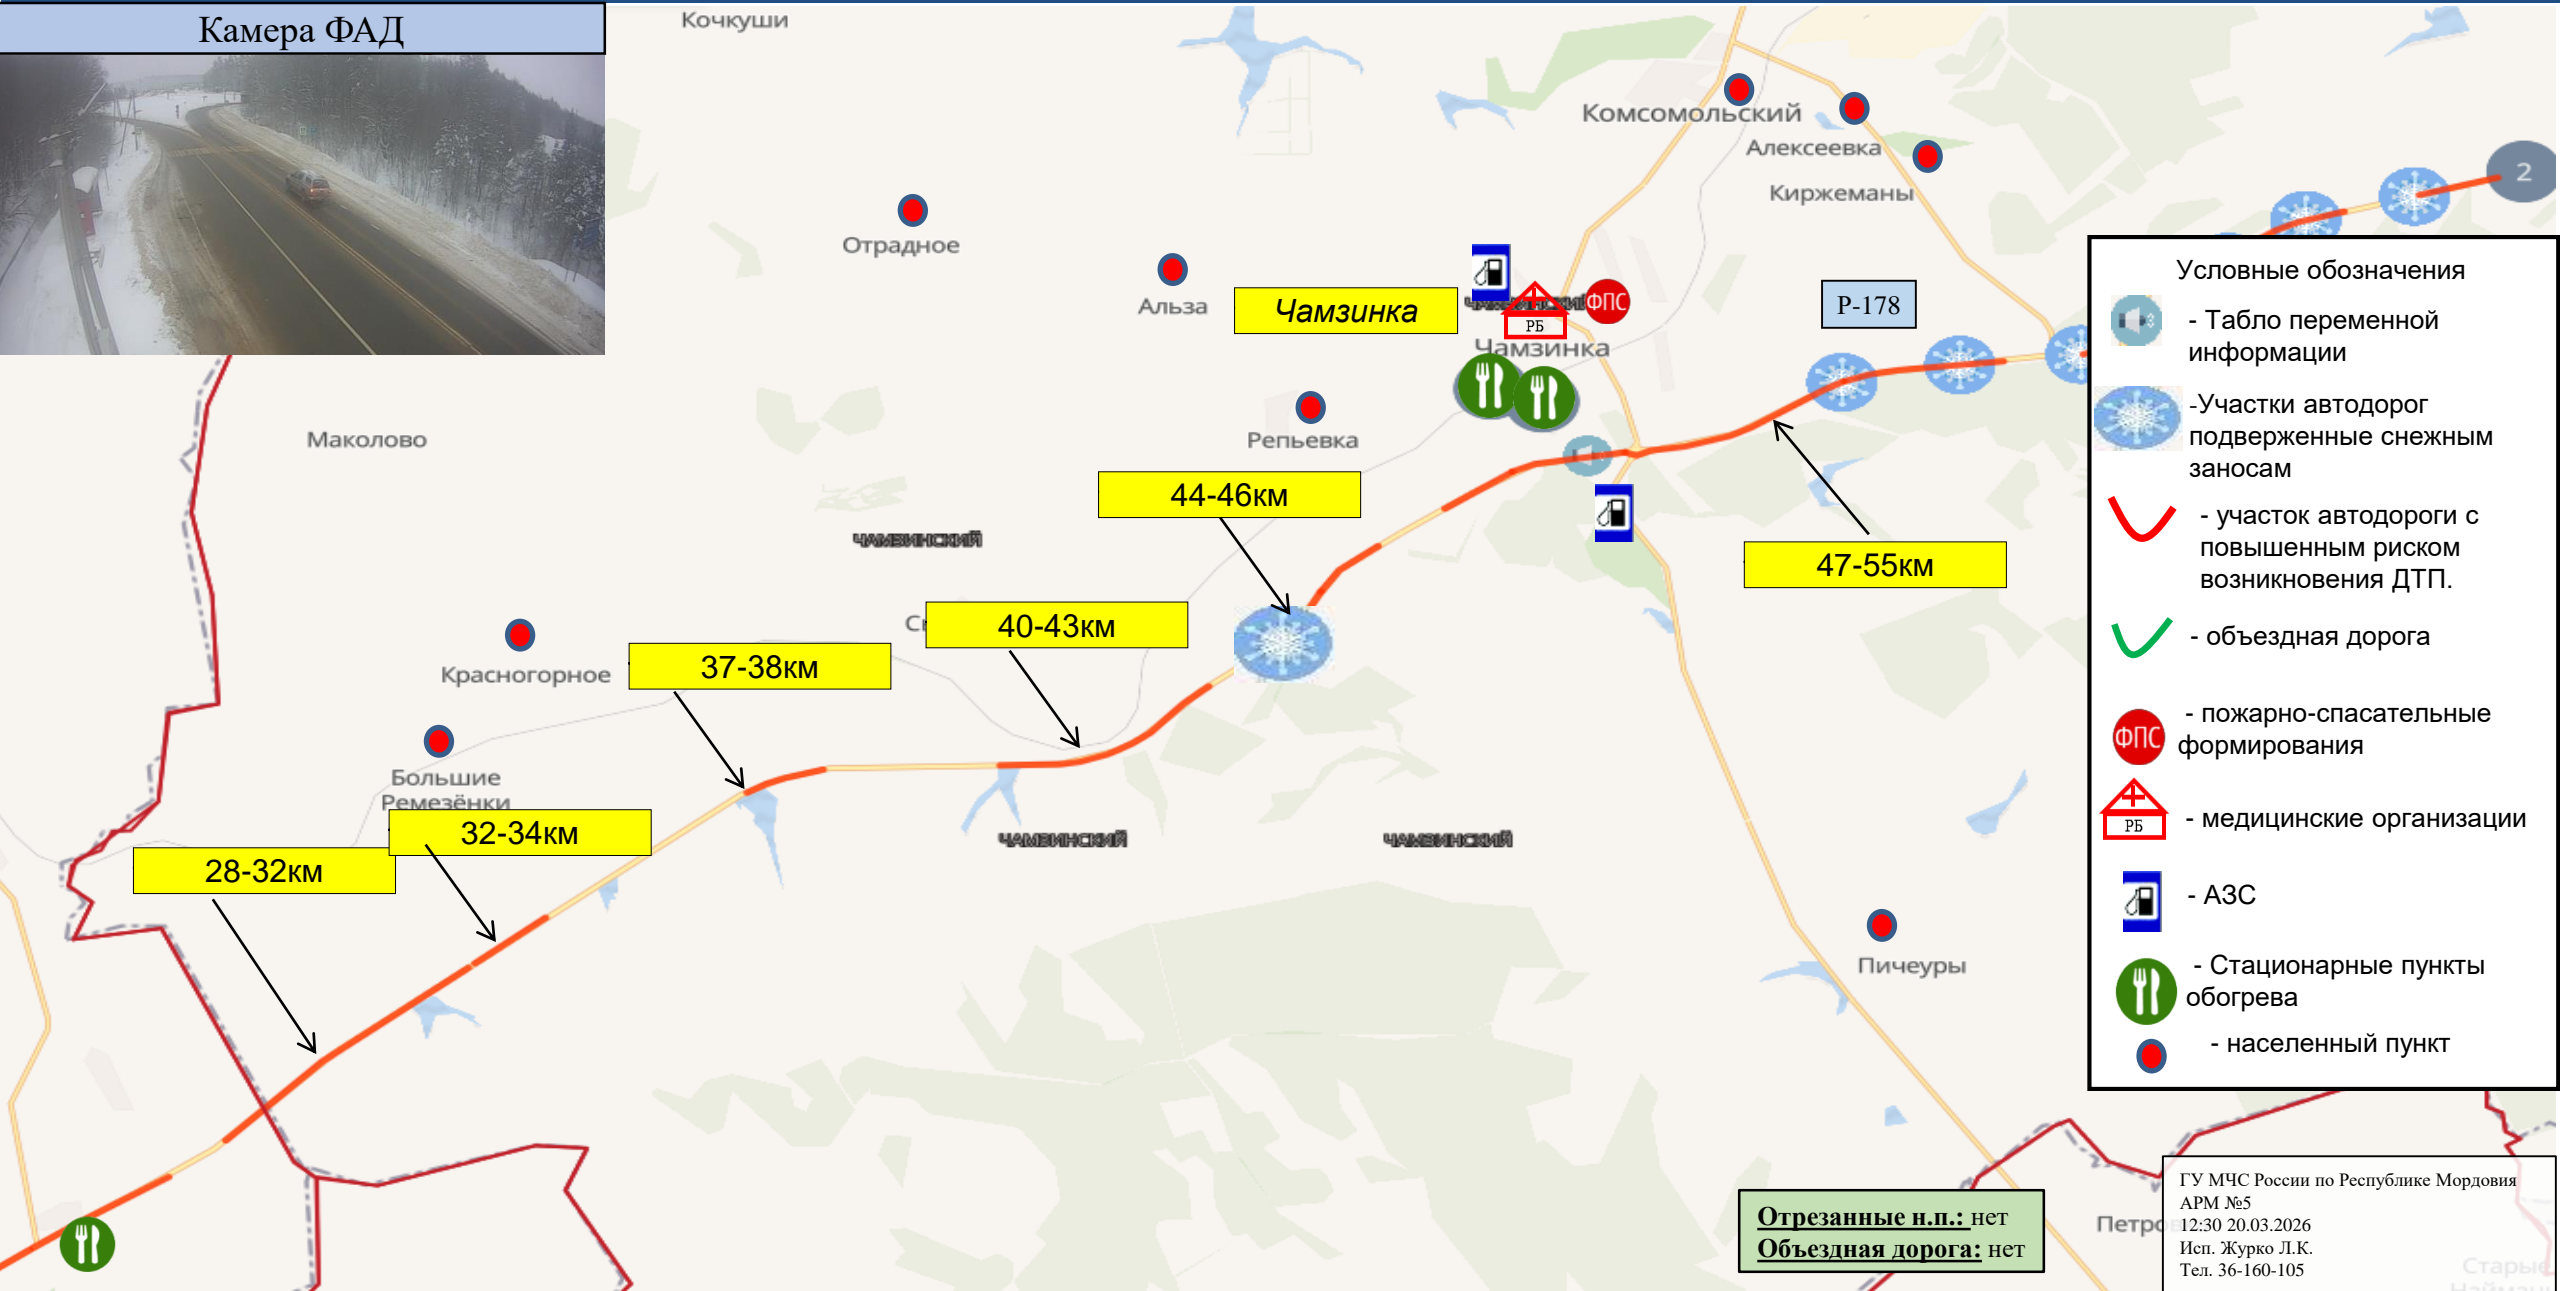 Камера ФАД
Кочкуши
Комсомольский
Алексеевка
Киржеманы
2
Отрадное
Альза
Чамзинка
ФПС
РБ
Чамзинка
Р-178
Маколово
Репьевка
44-46км
47-55км
ЧАМЗИНСКИЙ
40-43км
37-38км
Красногорное
Большие
Ремезёнки
32-34км
28-32км
ЧАМЗИНСКИЙ
ЧАМЗИНСКИЙ
Пичеуры
Условные обозначения
- Табло переменной
информации
-Участки автодорог
подверженные снежным
заносам
- участок автодороги с
повышенным риском
возникновения ДТП.
- объездная дорога
ФПС
- пожарно-спасательные
формирования
РБ
- медицинские организации
- АЗС
- Стационарные пункты
обогрева
- населенный пункт
Отрезанные н.п.: нет
Объездная дорога: нет
ГУ МЧС России по Республике Мордовия
АРМ №5
12:30 20.03.2026
Исп. Журко Л.К.
Тел. 36-160-105
Старые